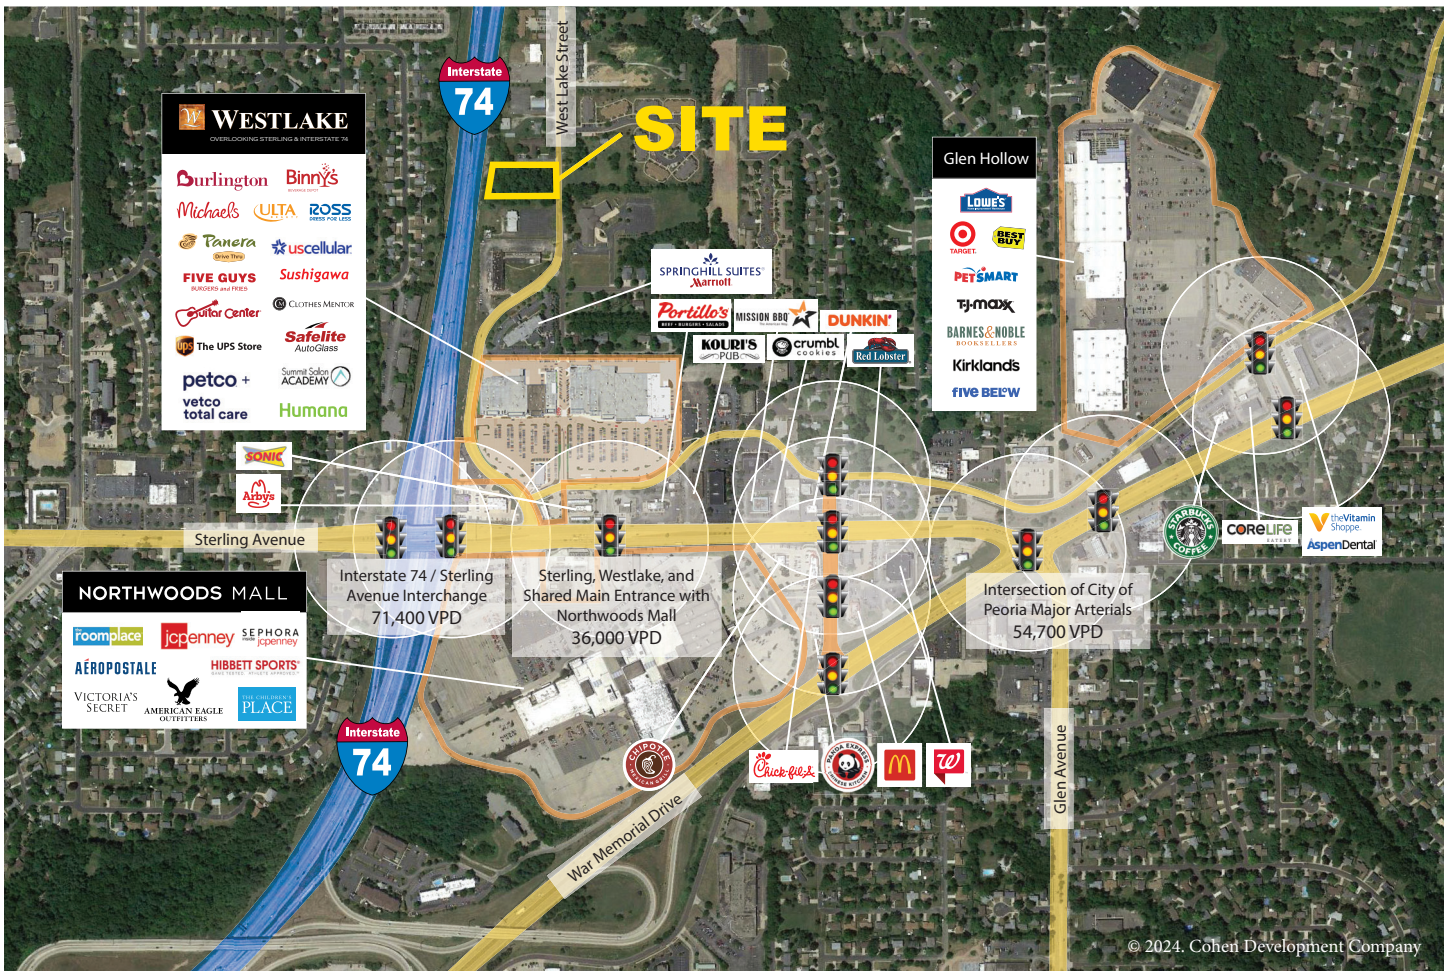 Interstate
74
West Lake Street
SITE
W WESTLAKE
OVERLOOKING STERLING & INTERSTATE 74
Burlington
Binny's
BEVERAGE DEPOT
Michaels
ULTA
ROSS
DRESS FOR LESS
Panera
Drive Thru
uscellular
FIVE GUYS
BURGERS and FRIES
Sushigawa
Guitar Center
CM CLOTHES MENTOR
ups The UPS Store
Safelite
AutoGlass
petco +
vetco
total care
Summit Salon
ACADEMY
Humana
Glen Hollow
LOWE'S
TARGET
BEST
BUY
PETSMART
T·J·maxx
BARNES & NOBLE
BOOKSELLERS
Kirkland's
five BELOW
SPRINGHILL SUITES
Marriott
Portillo's
BEEF • BURGERS • SALADS
MISSION BBQ
DUNKIN'
KOURI'S
PUB
crumbl
cookies
Red Lobster
SONIC
Arby's
Sterling Avenue
Interstate 74 / Sterling
Avenue Interchange
71,400 VPD
Sterling, Westlake, and
Shared Main Entrance with
Northwoods Mall
36,000 VPD
Intersection of City of
Peoria Major Arterials
54,700 VPD
STARBUCKS
COFFEE
CORELIFE
EATERY
theVitamin
Shoppe
AspenDental
NORTHWOODS MALL
the
roomplace
jcpenney
SEPHORA
inside
jcpenney
AÉROPOSTALE
HIBBETT SPORTS
VICTORIA'S
SECRET
AMERICAN EAGLE
OUTFITTERS
THE CHILDREN'S
PLACE
Interstate
74
CHIPOTLE
MEXICAN GRILL
Chick-fil-A
PANDA EXPRESS
CHINESE KITCHEN
M
W
War Memorial Drive
Glen Avenue
© 2024. Cohen Development Company